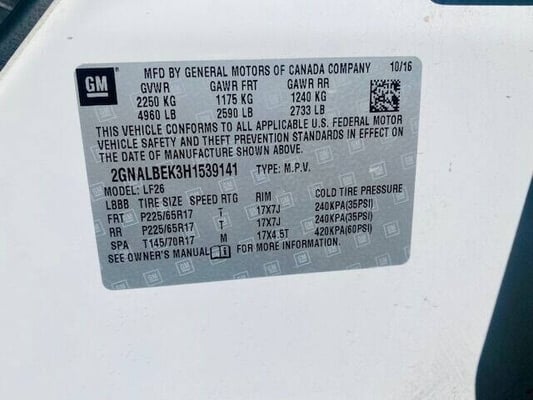 GM
MFD BY GENERAL MOTORS OF CANADA COMPANY 10/16
GVWR GAWR FRT GAWR RR
2250 KG 1175 KG 1240 KG
4960 LB 2590 LB 2733 LB
THIS VEHICLE CONFORMS TO ALL APPLICABLE U.S. FEDERAL MOTOR
VEHICLE SAFETY AND THEFT PREVENTION STANDARDS IN EFFECT ON
THE DATE OF MANUFACTURE SHOWN ABOVE.
2GNALBEK3H1539141 TYPE: M.P.V.
MODEL: LF26
LBBB TIRE SIZE SPEED RTG RIM COLD TIRE PRESSURE
FRT P225/65R17 T 17X7J 240KPA(35PSI)
RR P225/65R17 T 17X7J 240KPA(35PSI)
SPA T145/70R17 M 17X4.5T 420KPA(60PSI)
SEE OWNER'S MANUAL FOR MORE INFORMATION.